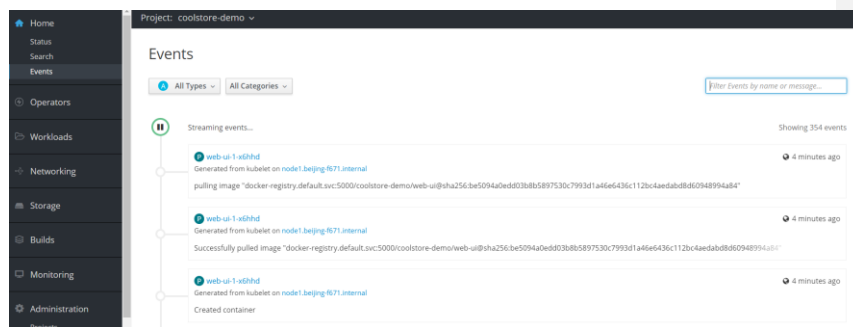 Home
Status
Search
Events
Operators
Workloads
Networking
Storage
Builds
Monitoring
Administration
Projects
Project: coolstore-demo
Events
A All Types
All Categories
Filter Events by name or message...
Streaming events...
Showing 354 events
P web-ui-1-x6hhd
4 minutes ago
Generated from kubelet on node1.beijing-f671.internal
pulling image "docker-registry.default.svc:5000/coolstore-demo/web-ui@sha256:be5094a0edd03b8b5897530c7993d1a46e6436c112bc4aedabd8d60948994a84"
P web-ui-1-x6hhd
4 minutes ago
Generated from kubelet on node1.beijing-f671.internal
Successfully pulled image "docker-registry.default.svc:5000/coolstore-demo/web-ui@sha256:be5094a0edd03b8b5897530c7993d1a46e6436c112bc4aedabd8d60948994a84"
P web-ui-1-x6hhd
4 minutes ago
Generated from kubelet on node1.beijing-f671.internal
Created container